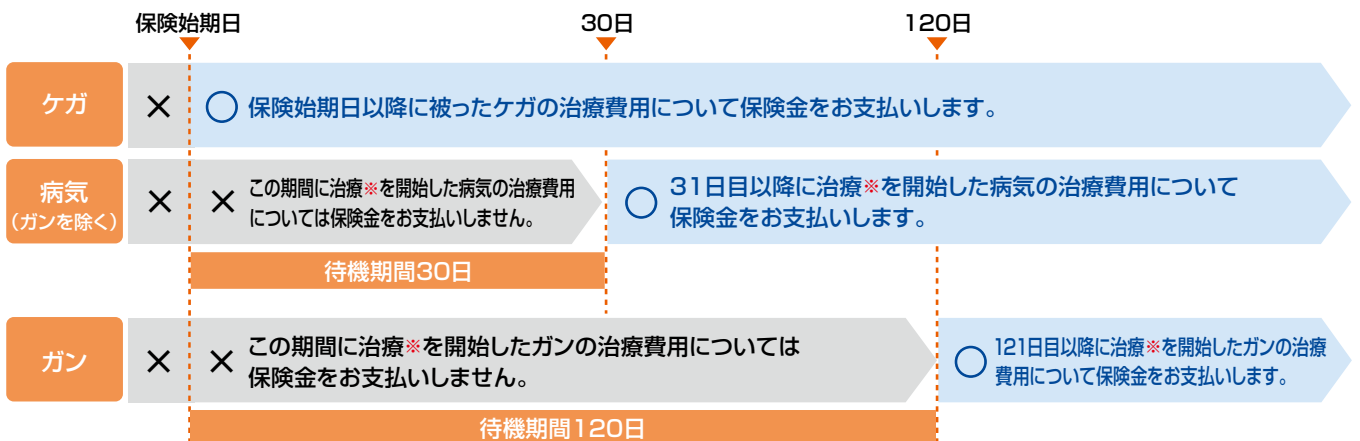 保険始期日
30日
120日
ケガ
×
○ 保険始期日以降に被ったケガの治療費用について保険金をお支払いします。
病気
(ガンを除く)
×
× この期間に治療※を開始した病気の治療費用
については保険金をお支払いしません。
○ 31日目以降に治療※を開始した病気の治療費用について
保険金をお支払いします。
待機期間30日
ガン
×
× この期間に治療※を開始したガンの治療費用については
保険金をお支払いしません。
○ 121日目以降に治療※を開始したガンの治療
費用について保険金をお支払いします。
待機期間120日